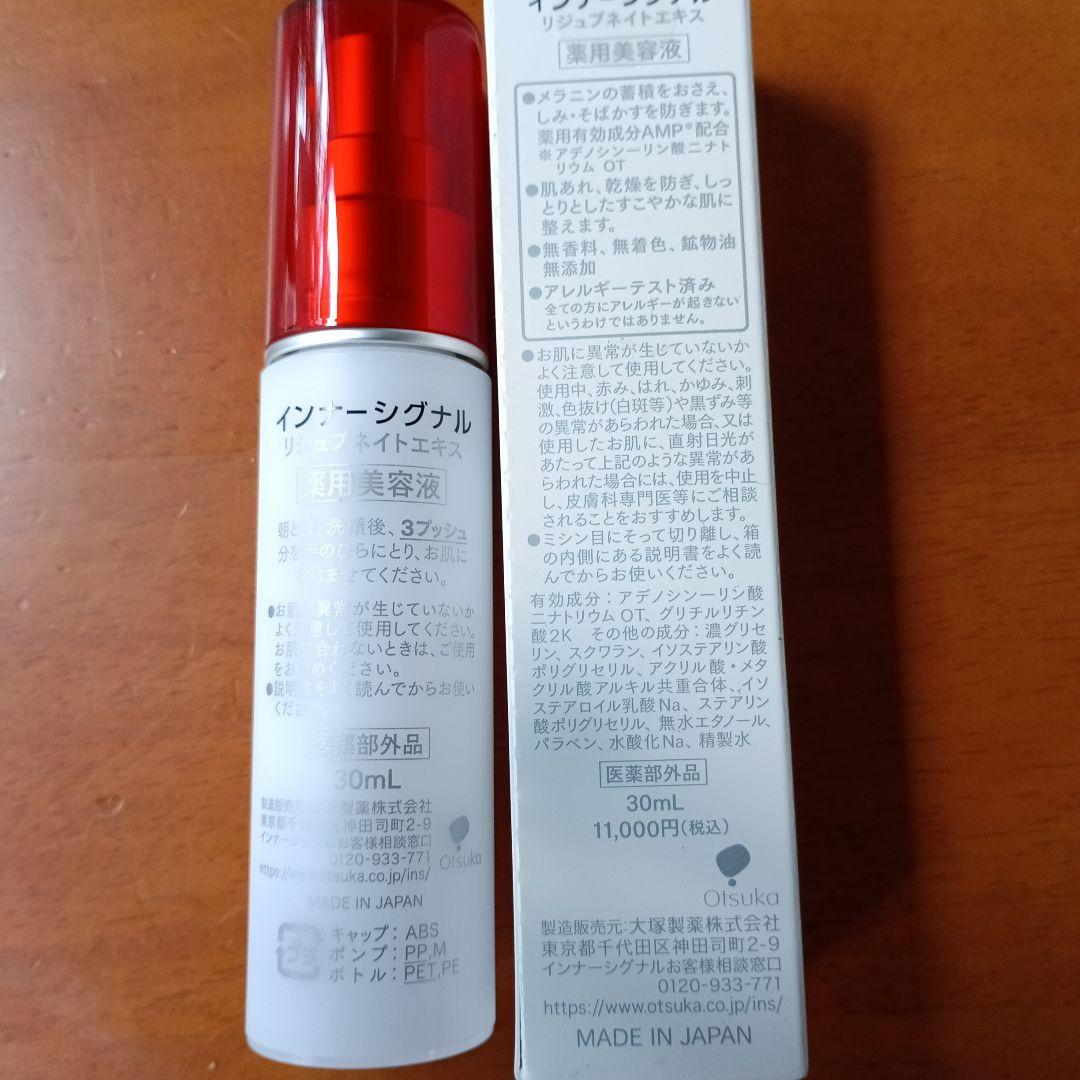 インナーシグナル
リジュブネイトエキス
薬用美容液
朝と、洗顔後、3プッシュ
分を手のひらにとり、お肌に
じませてください。
●お肌に異常が生じていないか
よく注意して使用してください。
お肌に合わないときは、ご使用
をおやめください。
●説明書をよく読んでからお使い
ください。
医薬部外品
30mL
製造販売元:大塚製薬株式会社
東京都千代田区神田司町2-9
インナーシグナルお客様相談窓口
0120-933-771
https://www.otsuka.co.jp/ins/
Otsuka
MADE IN JAPAN
プラ
キャップ:ABS
ポンプ:PP,M
ボトル:PET,PE
インナーシグナル
リジュブネイトエキス
薬用美容液
●メラニンの蓄積をおさえ、
しみ・そばかすを防ぎます。
薬用有効成分AMP※配合
※アデノシン一リン酸二ナト
リウム OT
●肌あれ、乾燥を防ぎ、しっ
とりとしたすこやかな肌に
整えます。
●無香料、無着色、鉱物油
無添加
●アレルギーテスト済み
全ての方にアレルギーが起きない
というわけではありません。
●お肌に異常が生じていないか
よく注意して使用してください。
使用中、赤み、はれ、かゆみ、刺
激、色抜け(白斑等)や黒ずみ等
の異常があらわれた場合、又は
使用したお肌に、直射日光が
あたって上記のような異常があ
らわれた場合には、使用を中止
し、皮膚科専門医等にご相談
されることをおすすめします。
●ミシン目にそって切り離し、箱
の内側にある説明書をよく読
んでからお使いください。
有効成分:アデノシン一リン酸
二ナトリウム OT、グリチルリチン
酸2K その他の成分:濃グリセ
リン、スクワラン、イソステアリン酸
ポリグリセリル、アクリル酸・メタ
クリル酸アルキル共重合体、イソ
ステアロイル乳酸Na、ステアリン
酸ポリグリセリル、無水エタノール、
パラベン、水酸化Na、精製水
医薬部外品
30mL
11,000円(税込)
Otsuka
製造販売元:大塚製薬株式会社
東京都千代田区神田司町2-9
インナーシグナルお客様相談窓口
0120-933-771
https://www.otsuka.co.jp/ins/
MADE IN JAPAN